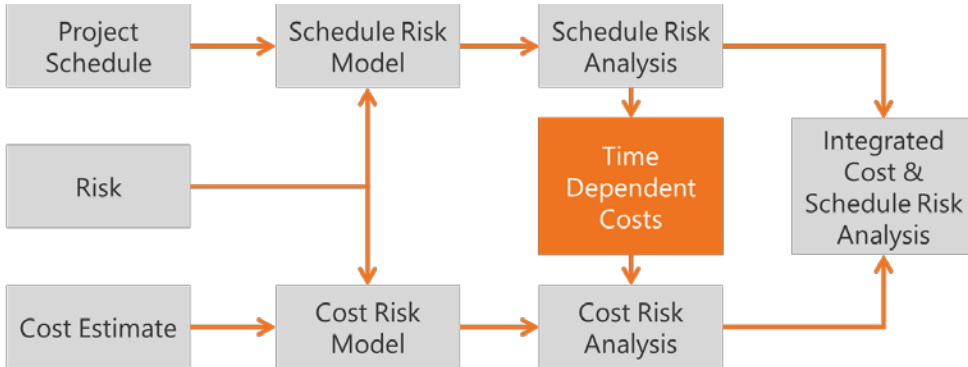 Project
Schedule
Schedule Risk
Model
Schedule Risk
Analysis
Risk
Time
Dependent
Costs
Integrated
Cost &
Schedule Risk
Analysis
Cost Estimate
Cost Risk
Model
Cost Risk
Analysis